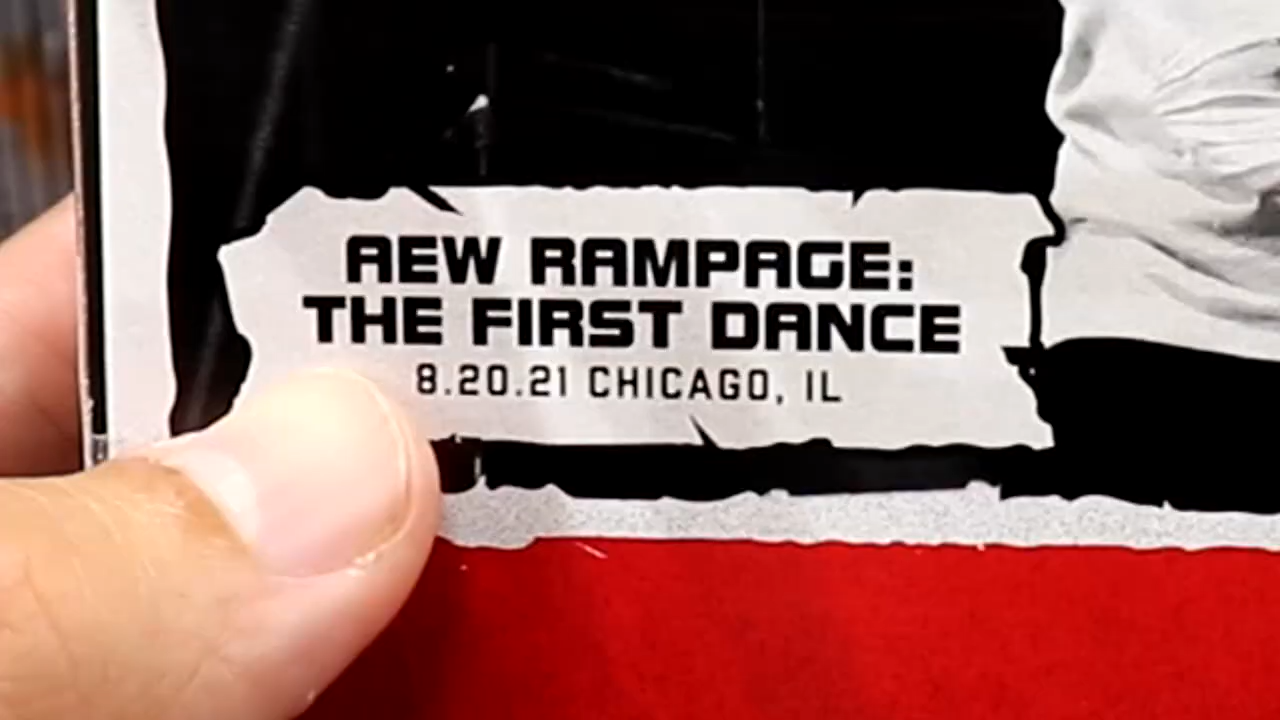 AEW RAMPAGE:
THE FIRST DANCE
8.20.21 CHICAGO, IL